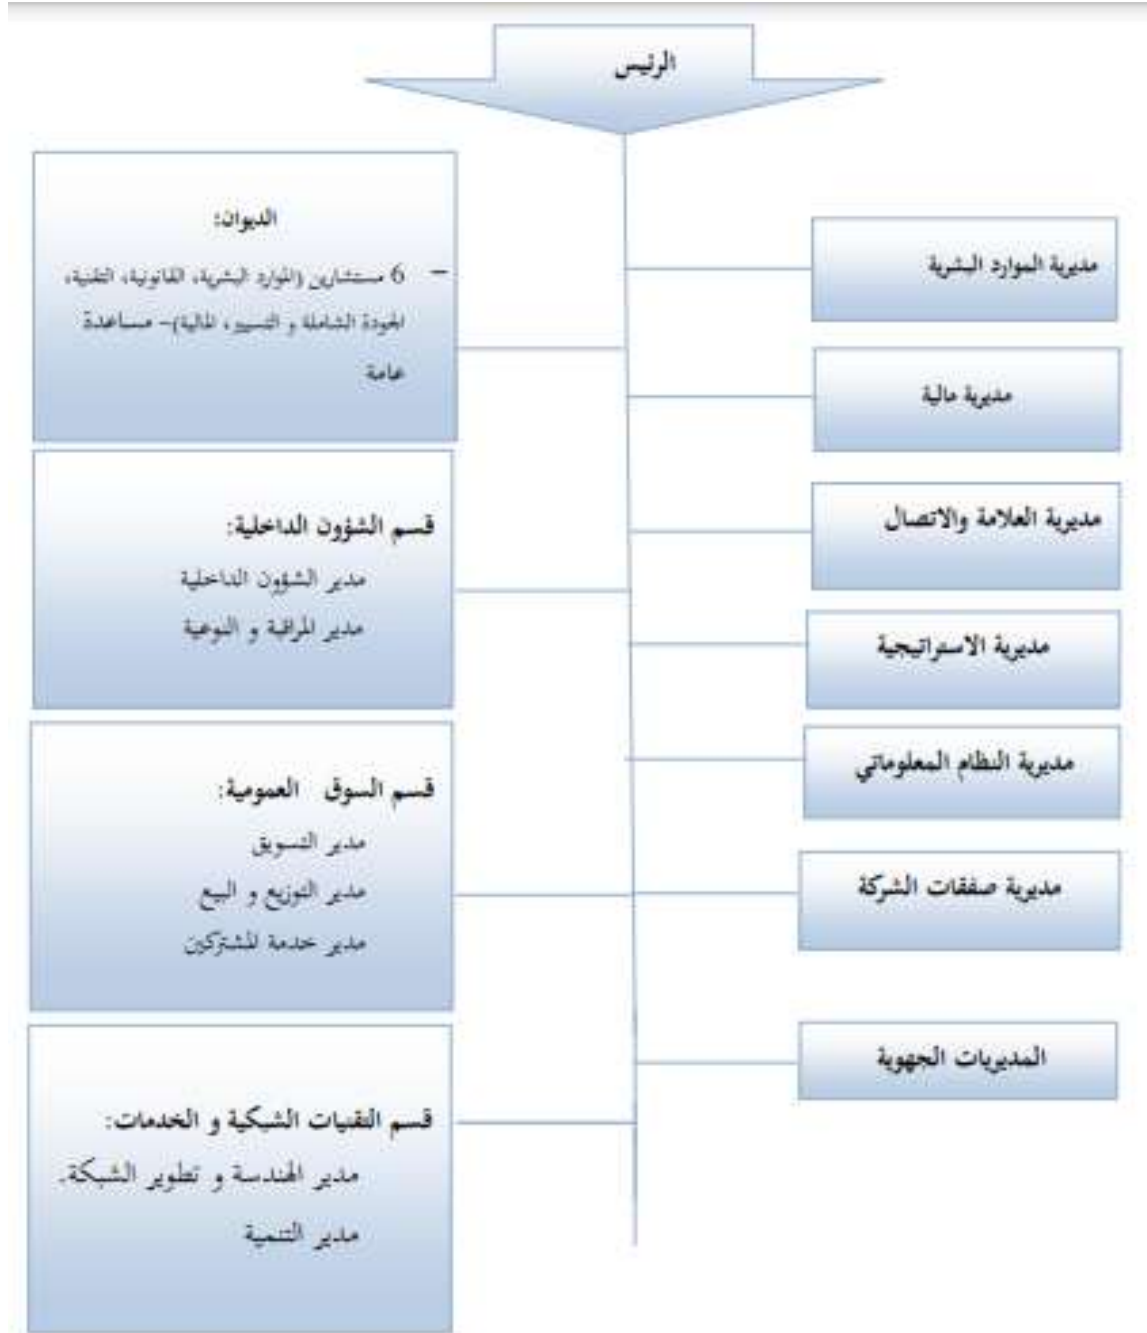 الرئيس
مديرية الموارد البشرية
مديرية مالية
مديرية العلامة والاتصال
مديرية الاستراتيجية
مديرية النظام المعلوماتي
مديرية صفقات الشركة
المديريات الجهوية
الديوان:
– 6 مستشارين (الموارد البشرية، القانونية، التقنية،
الجودة الشاملة و التسيير، المالية)– مساعدة
عامة
قسم الشؤون الداخلية:
مدير الشؤون الداخلية
مدير المراقبة و النوعية
قسم السوق العمومية:
مدير التسويق
مدير التوزيع و البيع
مدير خدمة المشتركين
قسم التقنيات الشبكية و الخدمات:
مدير الهندسة و تطوير الشبكة.
مدير التنمية